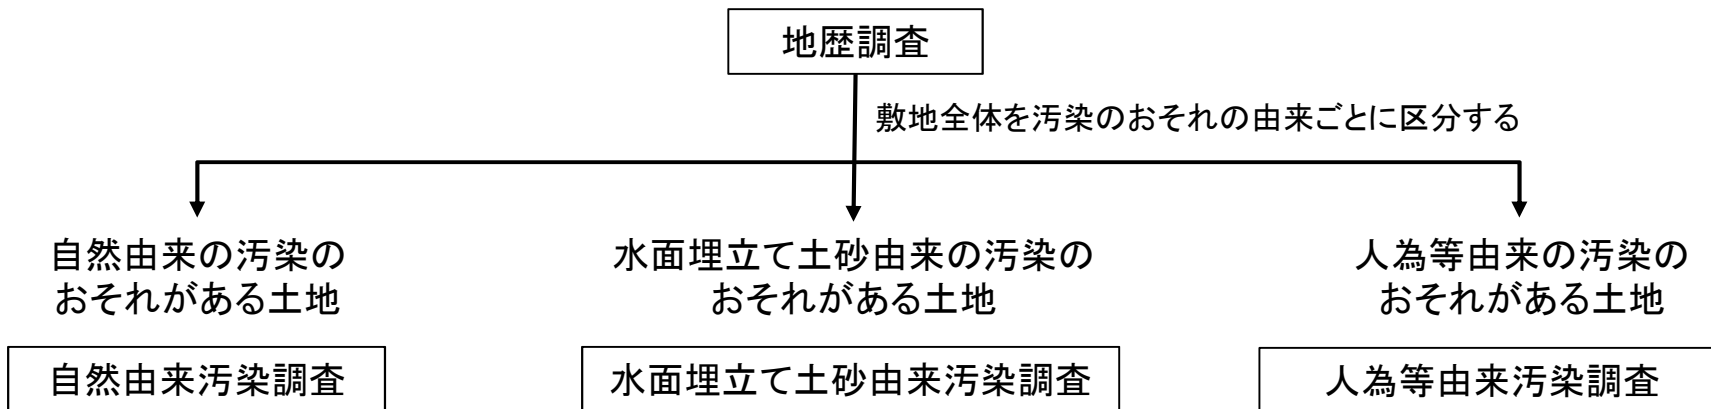 地歴調査
敷地全体を汚染のおそれの由来ごとに区分する
自然由来の汚染の
おそれがある土地
水面埋立て土砂由来の汚染の
おそれがある土地
人為等由来の汚染の
おそれがある土地
自然由来汚染調査
水面埋立て土砂由来汚染調査
人為等由来汚染調査